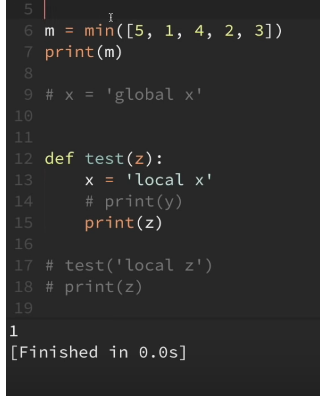 5
6 m = min([5, 1, 4, 2, 3])
7 print(m)
8
9 # x = 'global x'
10
11
12 def test(z):
13     x = 'local x'
14     # print(y)
15     print(z)
16
17 # test('local z')
18 # print(z)
19
1
[Finished in 0.0s]